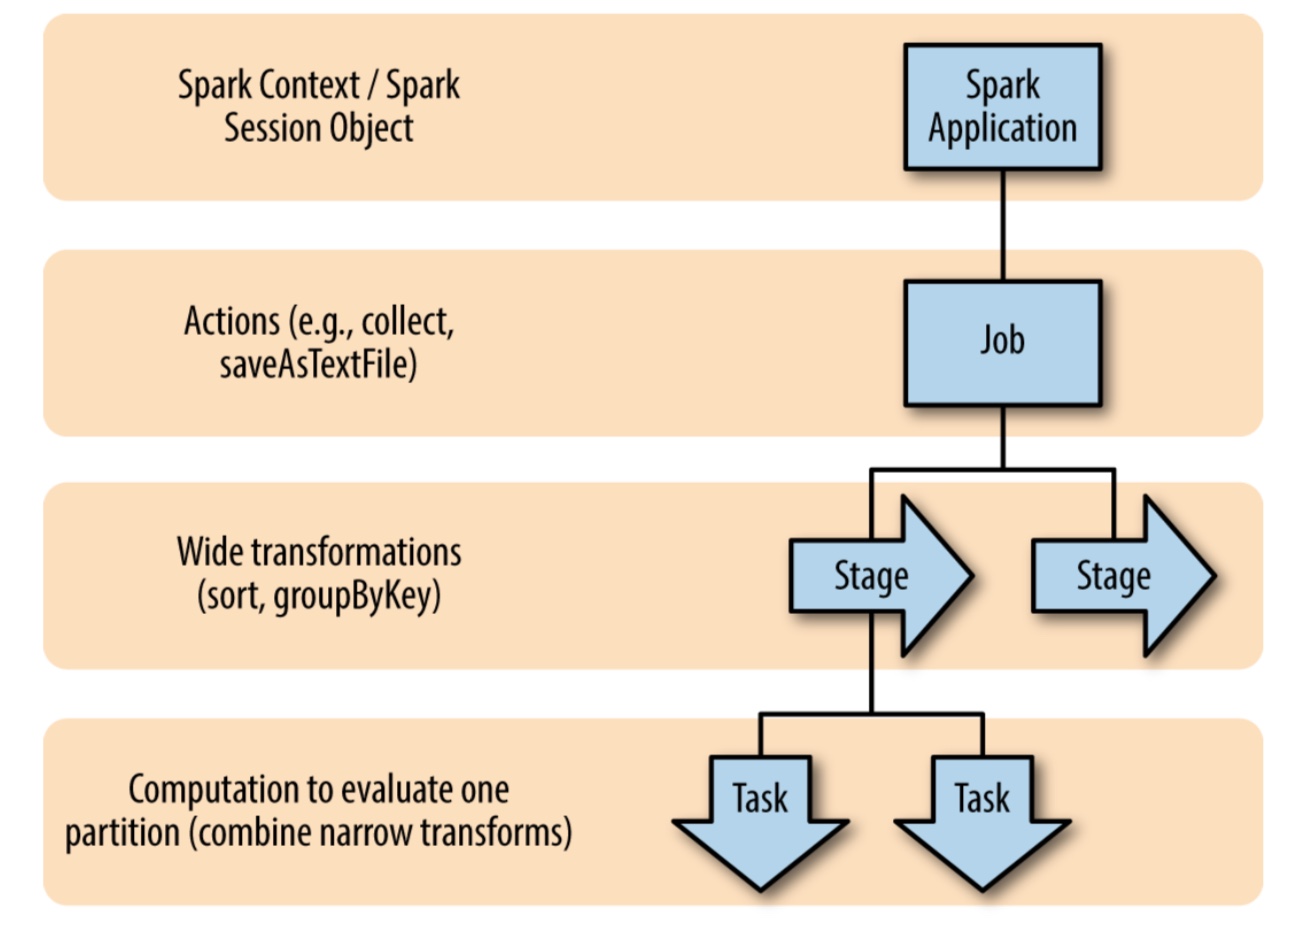 Spark Context / Spark
Session Object
Spark
Application
Actions (e.g., collect,
saveAsTextFile)
Job
Wide transformations
(sort, groupByKey)
Stage
Stage
Computation to evaluate one
partition (combine narrow transforms)
Task
Task